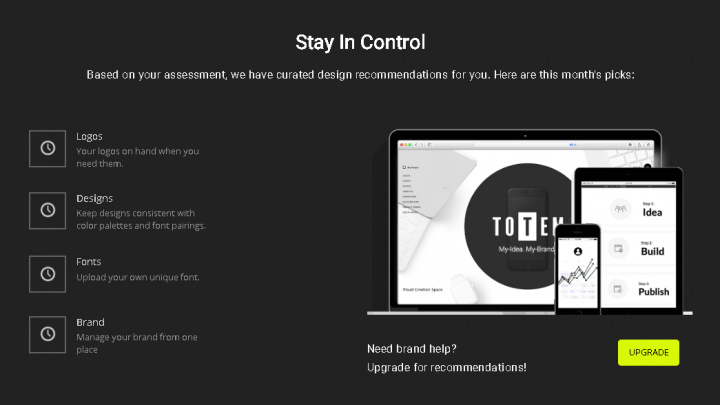 Stay In Control
Based on your assessment, we have curated design recommendations for you. Here are this month's picks:
Logos
Your logos on hand when you
need them.
Designs
Keep designs consistent with
color palettes and font pairings.
Fonts
Upload your own unique font.
Brand
Manage your brand from one
place
TOTEM
My-Idea. My-Brand.
Visual Creation Space
Step 1:
Idea
Step 2:
Build
Step 3:
Publish
Need brand help?
Upgrade for recommendations!
UPGRADE